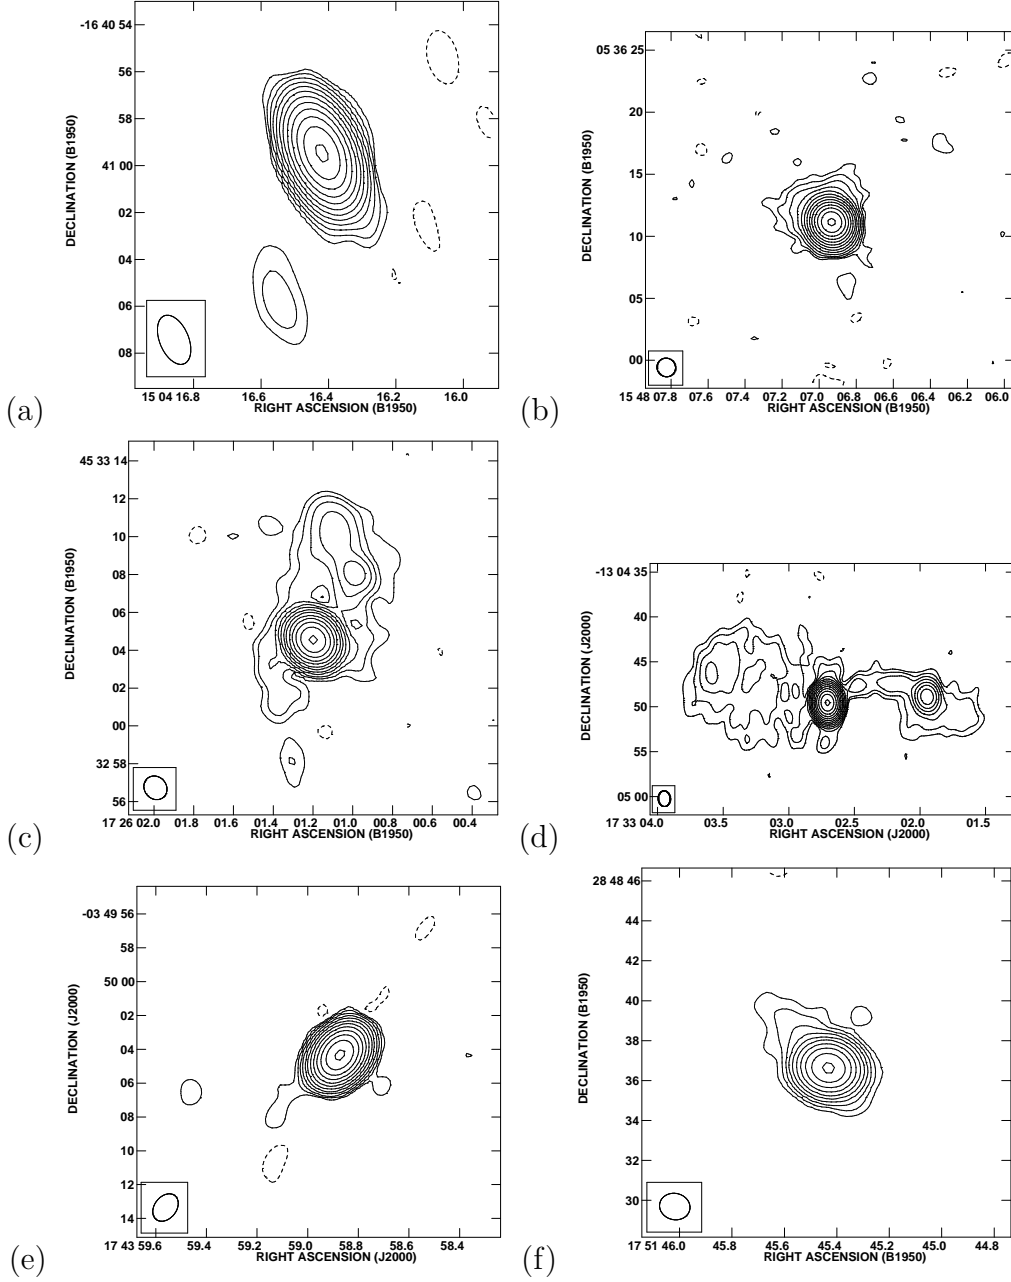 -16 40 54
56
58
41 00
02
04
06
08
DECLINATION (B1950)
15 04 16.8
16.6
16.4
16.2
16.0
RIGHT ASCENSION (B1950)
(a)
05 36 25
20
15
10
05
00
DECLINATION (B1950)
15 48 07.8
07.6
07.4
07.2
07.0
06.8
06.6
06.4
06.2
06.0
RIGHT ASCENSION (B1950)
(b)
45 33 14
12
10
08
06
04
02
00
32 58
56
DECLINATION (B1950)
17 26 02.0
01.8
01.6
01.4
01.2
01.0
00.8
00.6
00.4
RIGHT ASCENSION (B1950)
(c)
-13 04 35
40
45
50
55
05 00
DECLINATION (J2000)
17 33 04.0
03.5
03.0
02.5
02.0
01.5
RIGHT ASCENSION (J2000)
(d)
-03 49 56
58
50 00
02
04
06
08
10
12
14
DECLINATION (J2000)
17 43 59.6
59.4
59.2
59.0
58.8
58.6
58.4
RIGHT ASCENSION (J2000)
(e)
28 48 46
44
42
40
38
36
34
32
30
DECLINATION (B1950)
17 51 46.0
45.8
45.6
45.4
45.2
45.0
44.8
RIGHT ASCENSION (B1950)
(f)